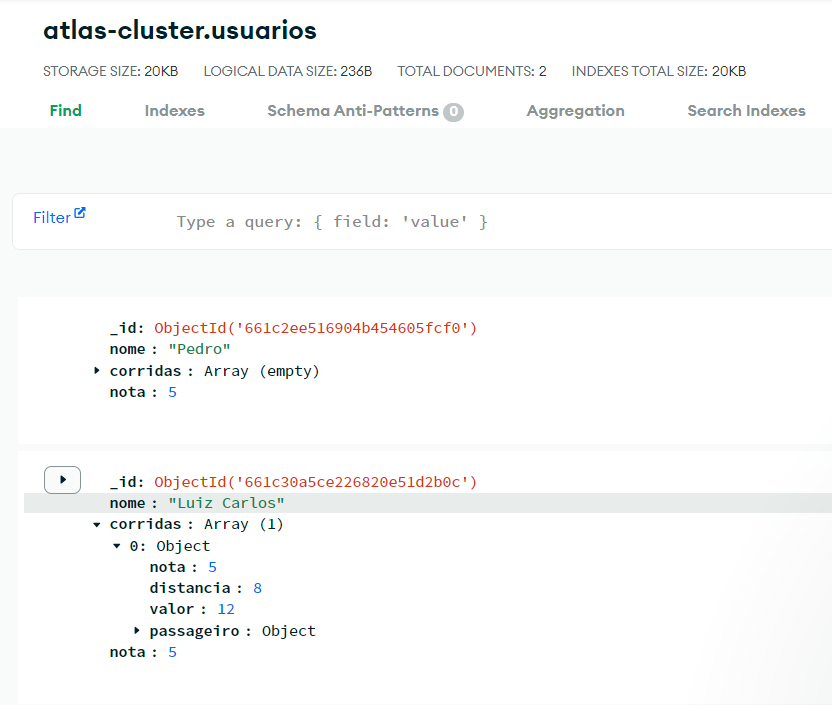 atlas-cluster.usuarios
STORAGE SIZE: 20KB LOGICAL DATA SIZE: 236B TOTAL DOCUMENTS: 2 INDEXES TOTAL SIZE: 20KB
Find Indexes Schema Anti-Patterns 0 Aggregation Search Indexes
Filter Type a query: { field: 'value' }
_id: ObjectId('661c2ee516904b454605fcf0')
nome : "Pedro"
corridas : Array (empty)
nota : 5
_id: ObjectId('661c30a5ce226820e51d2b0c')
nome : "Luiz Carlos"
corridas : Array (1)
0: Object
nota : 5
distancia : 8
valor : 12
passageiro : Object
nota : 5